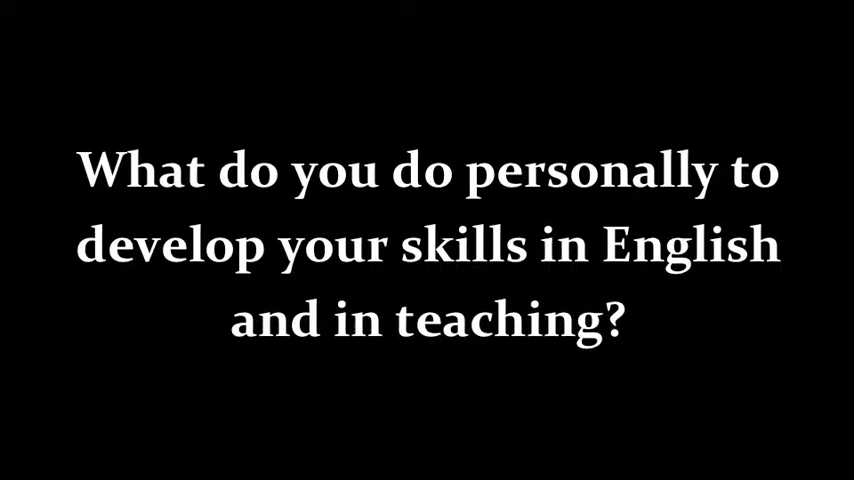 What do you do personally to
develop your skills in English
and in teaching?